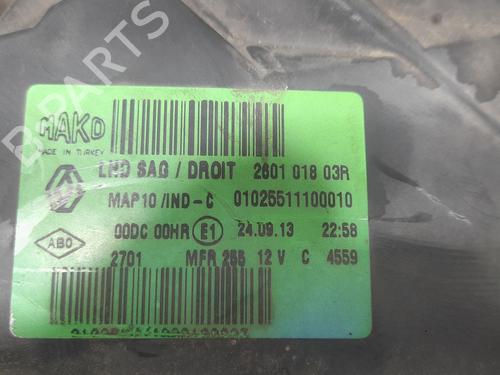 MAKO
MADE IN TURKEY
LHD SAG / DROIT 2601 018 03R
MAP10 /IND-C 01025511100010
ABO 00DC 00HR E1 24.09.13 22:58
2701 MFR 255 12 V C 4559
B PARTS